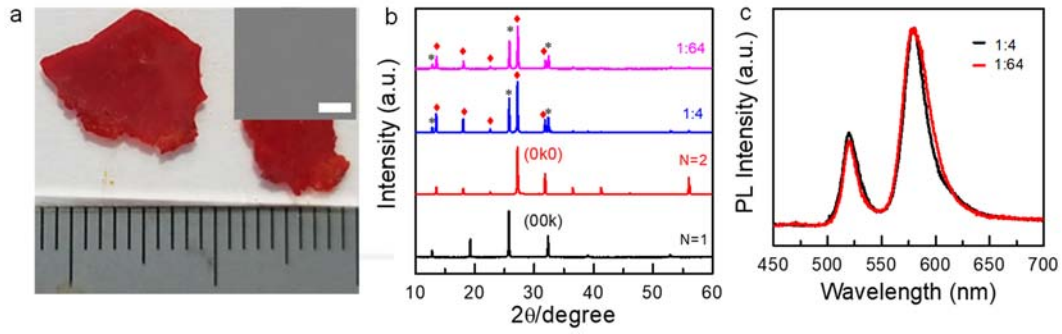 a
b
c
Intensity (a.u.)
1:64
1:4
(0k0)
N=2
(00k)
N=1
10 20 30 40 50 60
2θ/degree
PL Intensity (a.u.)
1:4
1:64
450 500 550 600 650 700
Wavelength (nm)